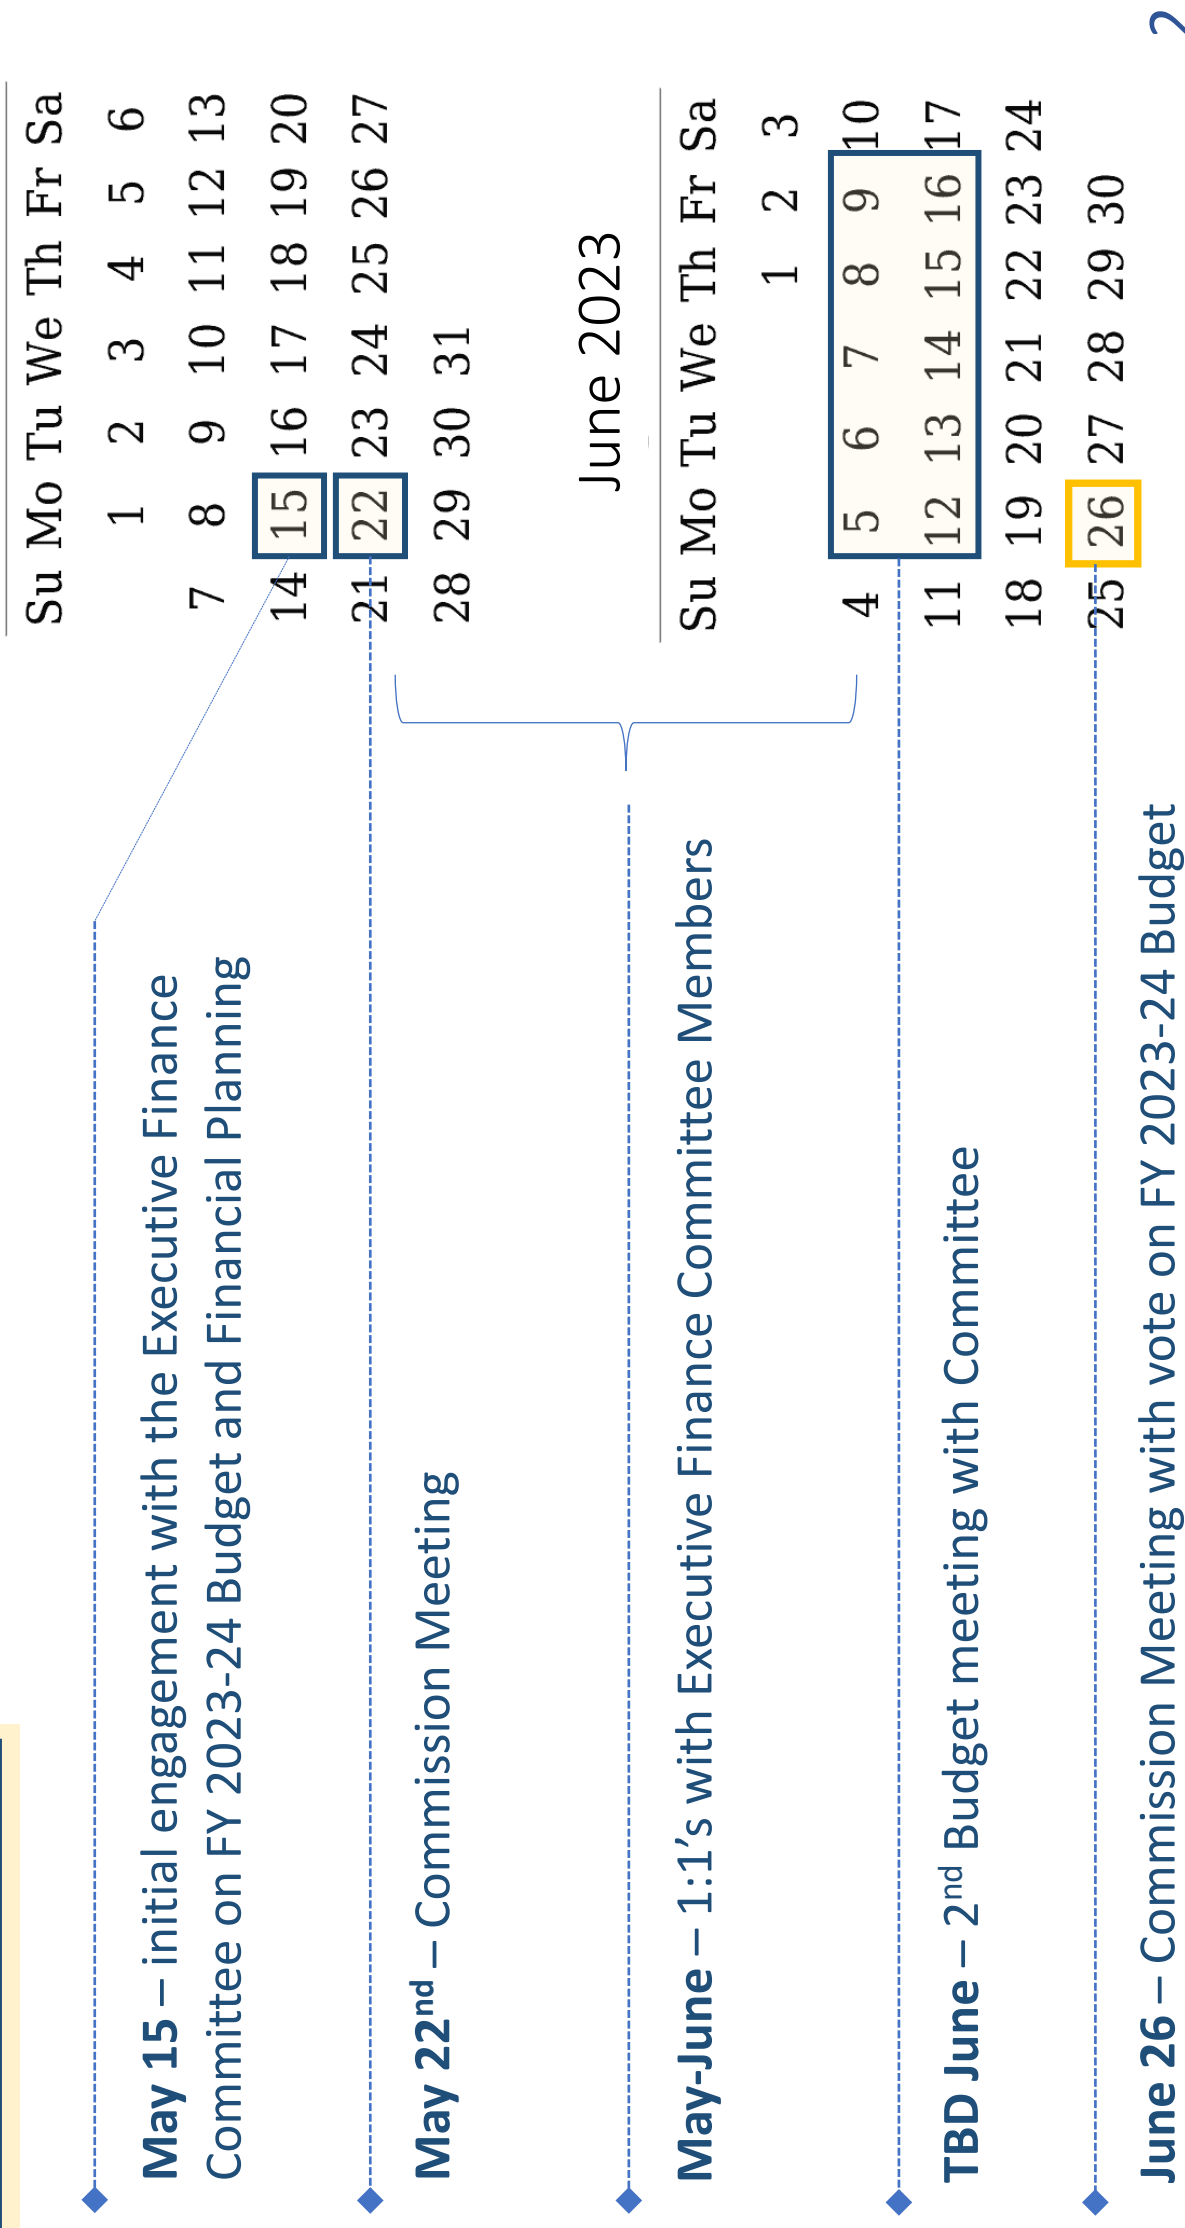 Su Mo Tu We Th Fr Sa
1 2 3 4 5 6
7 8 9 10 11 12 13
14 15 16 17 18 19 20
21 22 23 24 25 26 27
28 29 30 31
May 15 – initial engagement with the Executive Finance
Committee on FY 2023-24 Budget and Financial Planning
May 22nd – Commission Meeting
June 2023
Su Mo Tu We Th Fr Sa
1 2 3
4 5 6 7 8 9 10
11 12 13 14 15 16 17
18 19 20 21 22 23 24
25 26 27 28 29 30
May-June – 1:1’s with Executive Finance Committee Members
TBD June – 2nd Budget meeting with Committee
June 26 – Commission Meeting with vote on FY 2023-24 Budget
2